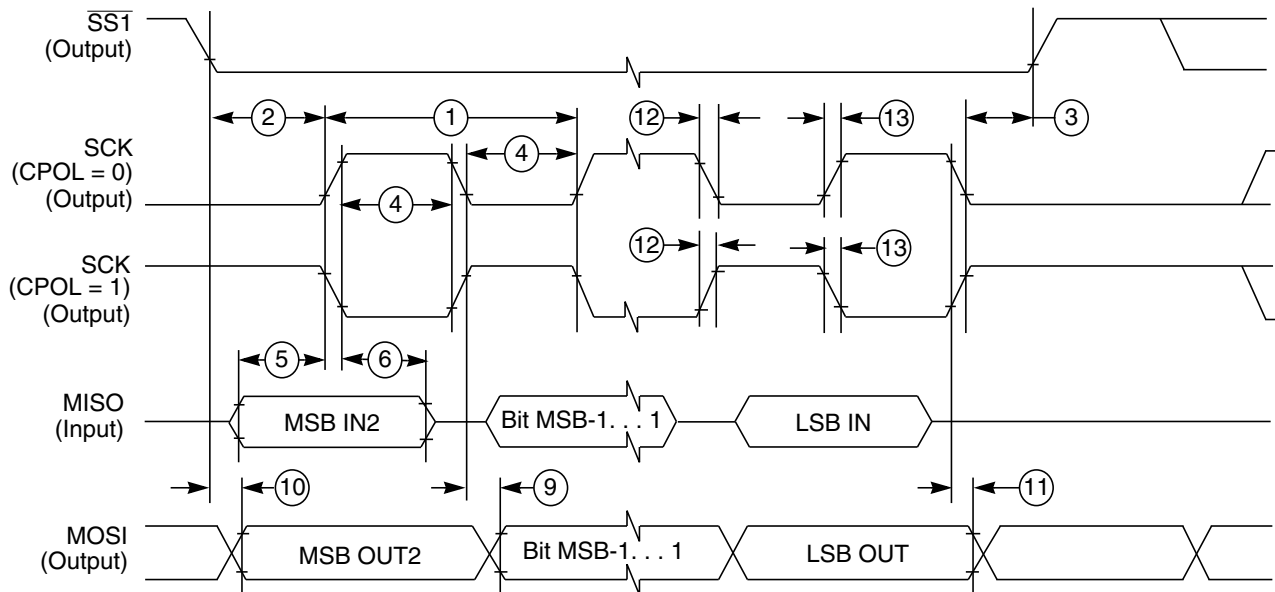 SS1
(Output)
2
1
12
13
3
SCK
(CPOL = 0)
(Output)
4
4
12
13
SCK
(CPOL = 1)
(Output)
5
6
MISO
(Input)
MSB IN2
Bit MSB-1. . . 1
LSB IN
10
9
11
MOSI
(Output)
MSB OUT2
Bit MSB-1. . . 1
LSB OUT